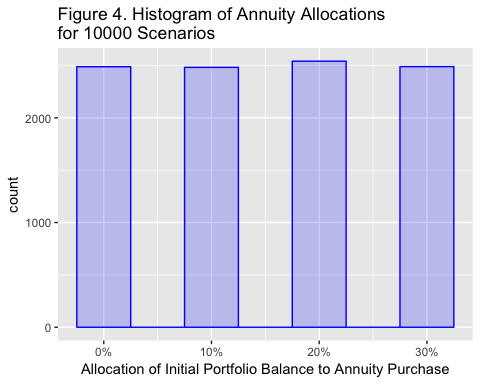 Figure 4. Histogram of Annuity Allocations
for 10000 Scenarios
count
2000
1000
0
0% 10% 20% 30%
Allocation of Initial Portfolio Balance to Annuity Purchase